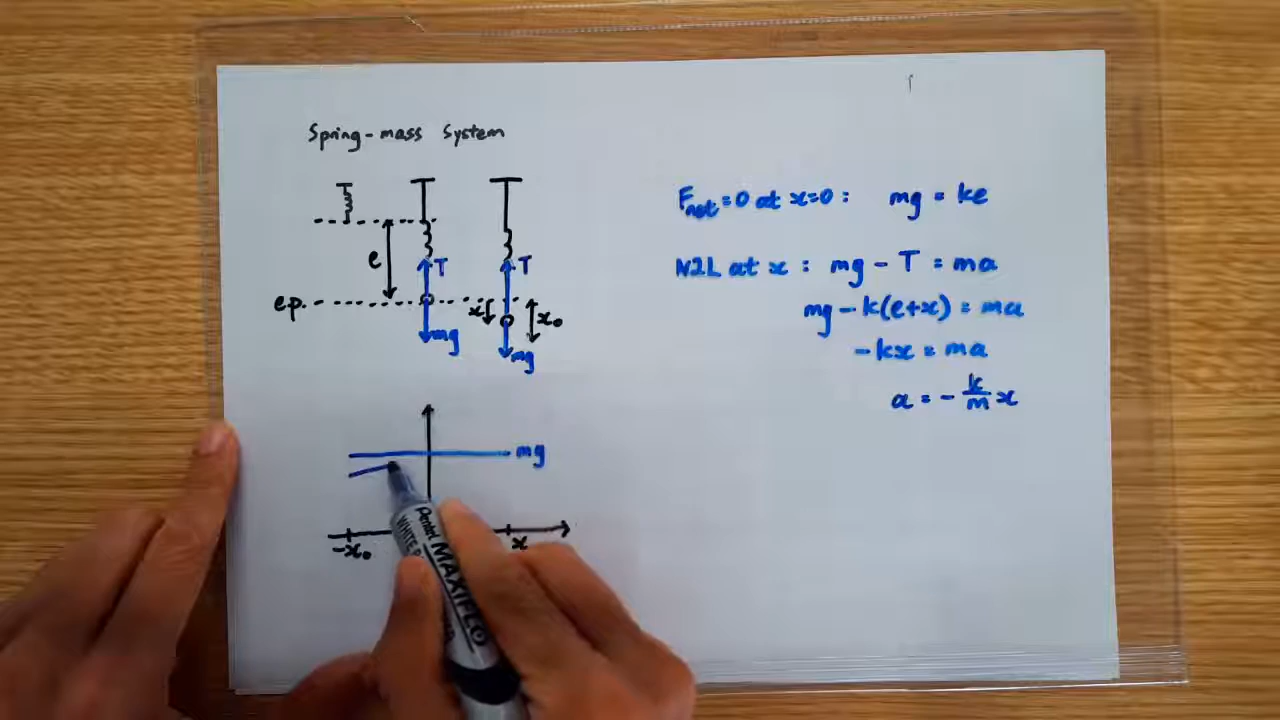 Spring-mass System
e
T
T
e.p.
x
x₀
mg
mg
F_net = 0 at x=0 : mg = ke
N2L at x : mg - T = ma
mg - k(e+x) = ma
-kx = ma
a = - k/m x
mg
-x₀
x
Pentel MAXIFLO